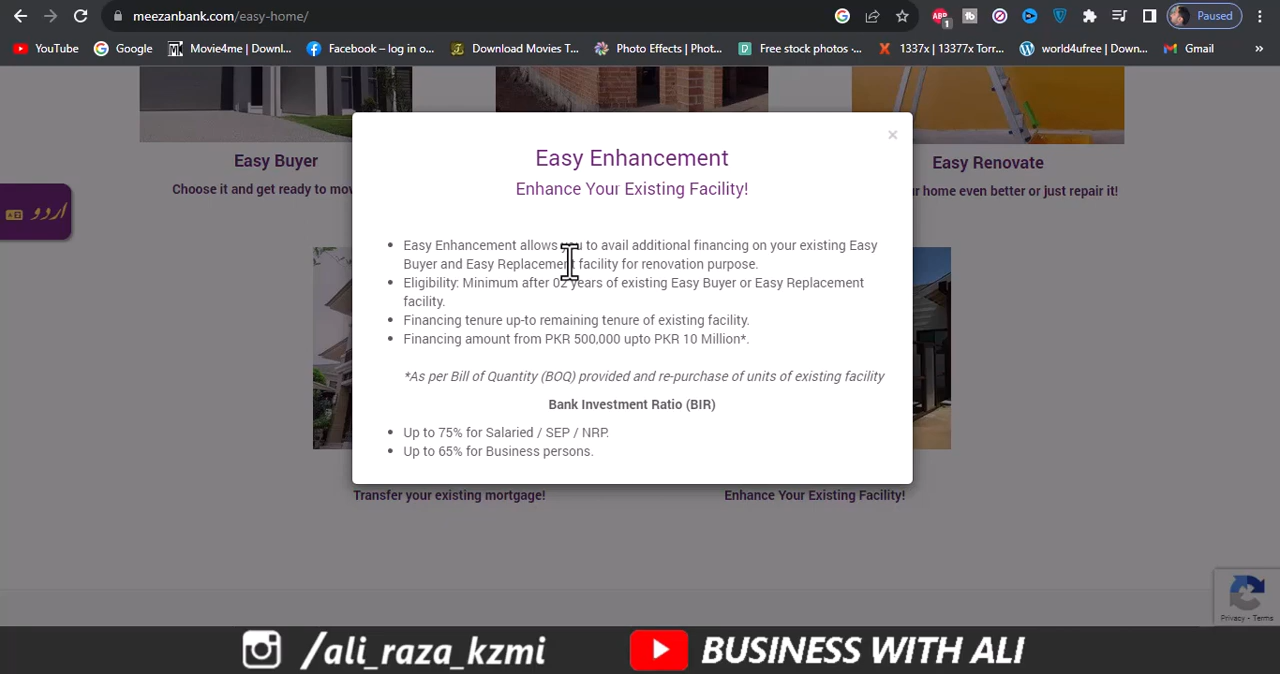 meezanbank.com/easy-home/
Paused
YouTube
Google
Movie4me | Downl...
Facebook – log in o...
Download Movies T...
Photo Effects | Phot...
Free stock photos -...
1337x | 13377x Torr...
world4ufree | Down...
Gmail
»
Easy Buyer
Choose it and get ready to mov
Easy Renovate
ur home even better or just repair it!
اردو
×
Easy Enhancement
Enhance Your Existing Facility!
• Easy Enhancement allows you to avail additional financing on your existing Easy
Buyer and Easy Replacement facility for renovation purpose.
• Eligibility: Minimum after 02 years of existing Easy Buyer or Easy Replacement
facility.
• Financing tenure up-to remaining tenure of existing facility.
• Financing amount from PKR 500,000 upto PKR 10 Million*.
*As per Bill of Quantity (BOQ) provided and re-purchase of units of existing facility
Bank Investment Ratio (BIR)
• Up to 75% for Salaried / SEP / NRP.
• Up to 65% for Business persons.
Transfer your existing mortgage!
Enhance Your Existing Facility!
Privacy - Terms
/ali_raza_kzmi
BUSINESS WITH ALI